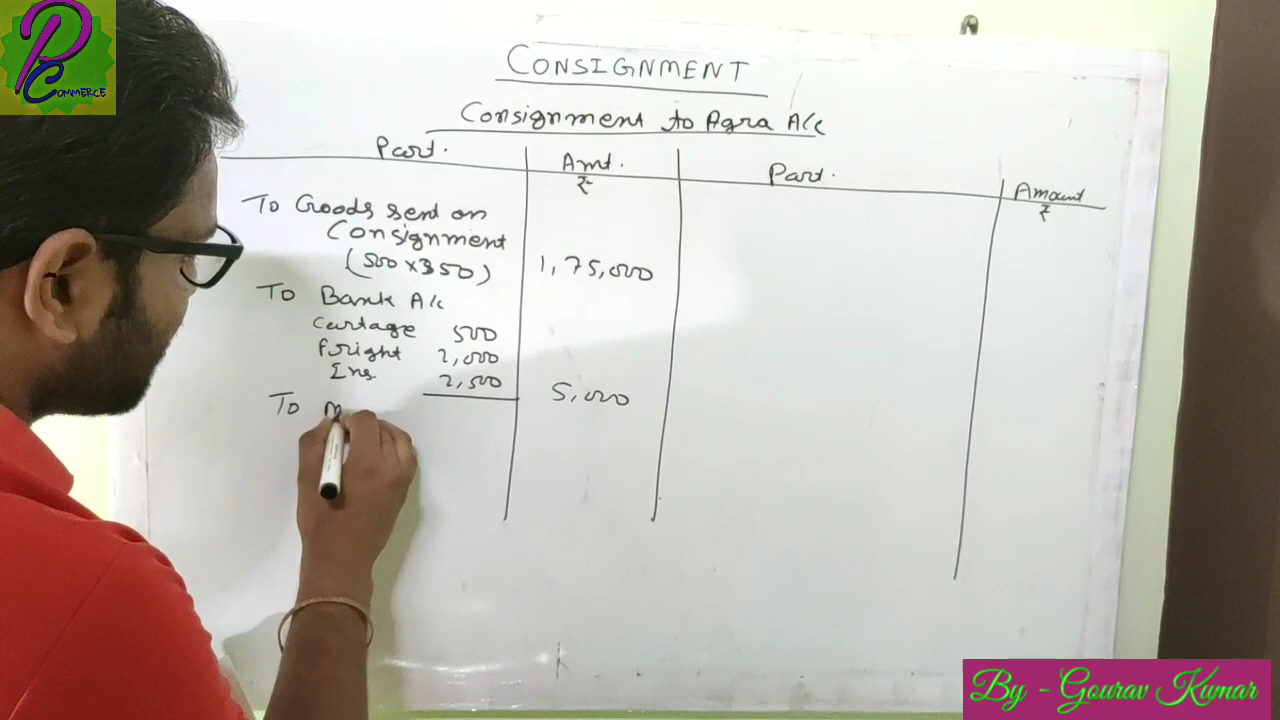 PC COMMERCE
CONSIGNMENT
Consignment to Agra A/c
Part. Amt. ₹ Part. Amount ₹
To Goods sent on
Consignment
(500 x 350) 1,75,000
To Bank A/c
Cartage 500
Fright 2,000
Ins 2,500 5,000
To M
By - Gourav Kumar